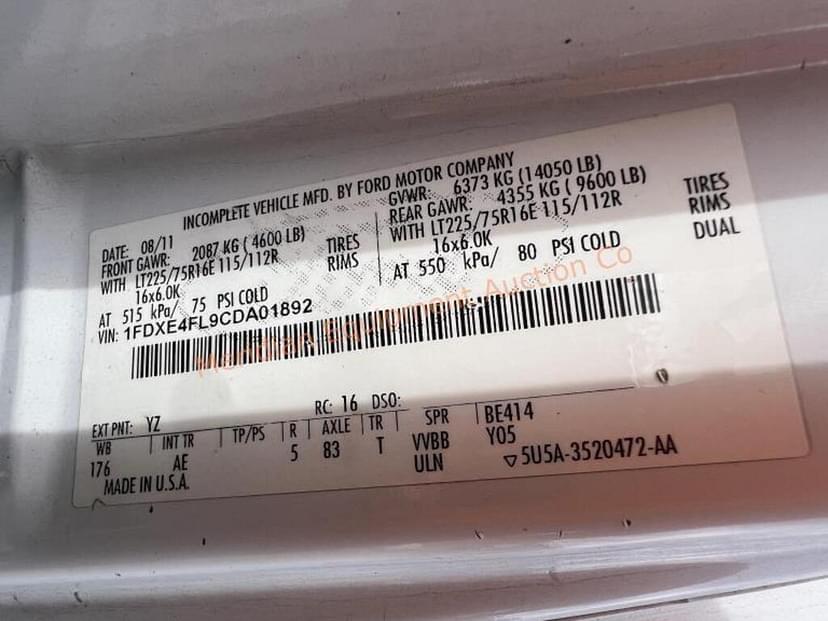 INCOMPLETE VEHICLE MFD. BY FORD MOTOR COMPANY
DATE: 08/11 GVWR: 6373 KG (14050 LB)
FRONT GAWR: 2087 KG (4600 LB) REAR GAWR: 4355 KG (9600 LB)
WITH LT225/75R16E 115/112R TIRES WITH LT225/75R16E 115/112R TIRES
16x6.0K RIMS 16x6.0K RIMS
AT 515 kPa/ 75 PSI COLD AT 550 kPa/ 80 PSI COLD DUAL
VIN: 1FDXE4FL9CDA01892
Meridian Equipment Auction Co
EXT PNT: YZ RC: 16 DSO:
WB INT TR TP/PS R AXLE TR SPR BE414
176 AE 5 83 T VVBB Y05
MADE IN U.S.A. ULN ▽5U5A-3520472-AA